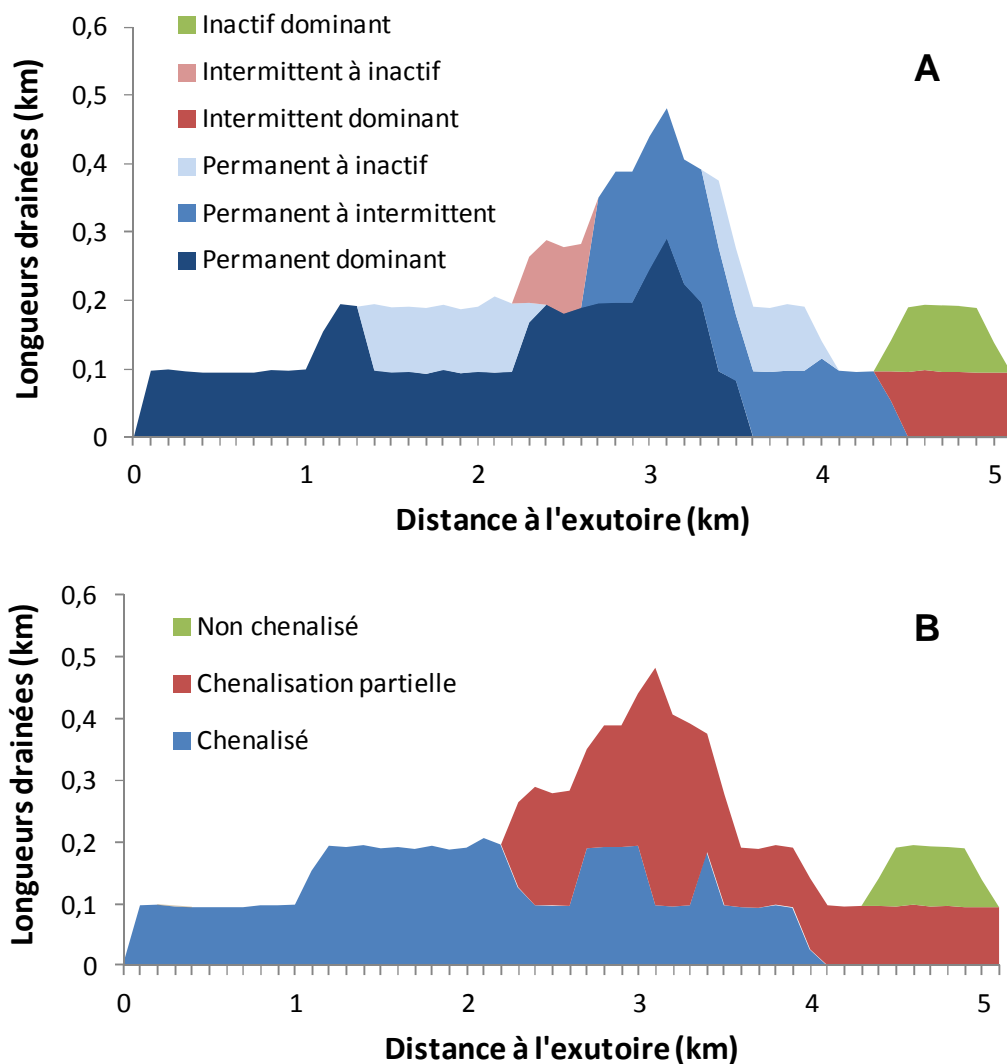 0,6
0,5
0,4
0,3
0,2
0,1
0
Longueurs drainées (km)
Inactif dominant
Intermittent à inactif
Intermittent dominant
Permanent à inactif
Permanent à intermittent
Permanent dominant
A
0 1 2 3 4 5
Distance à l'exutoire (km)
0,6
0,5
0,4
0,3
0,2
0,1
0
Longueurs drainées (km)
Non chenalisé
Chenalisation partielle
Chenalisé
B
0 1 2 3 4 5
Distance à l'exutoire (km)